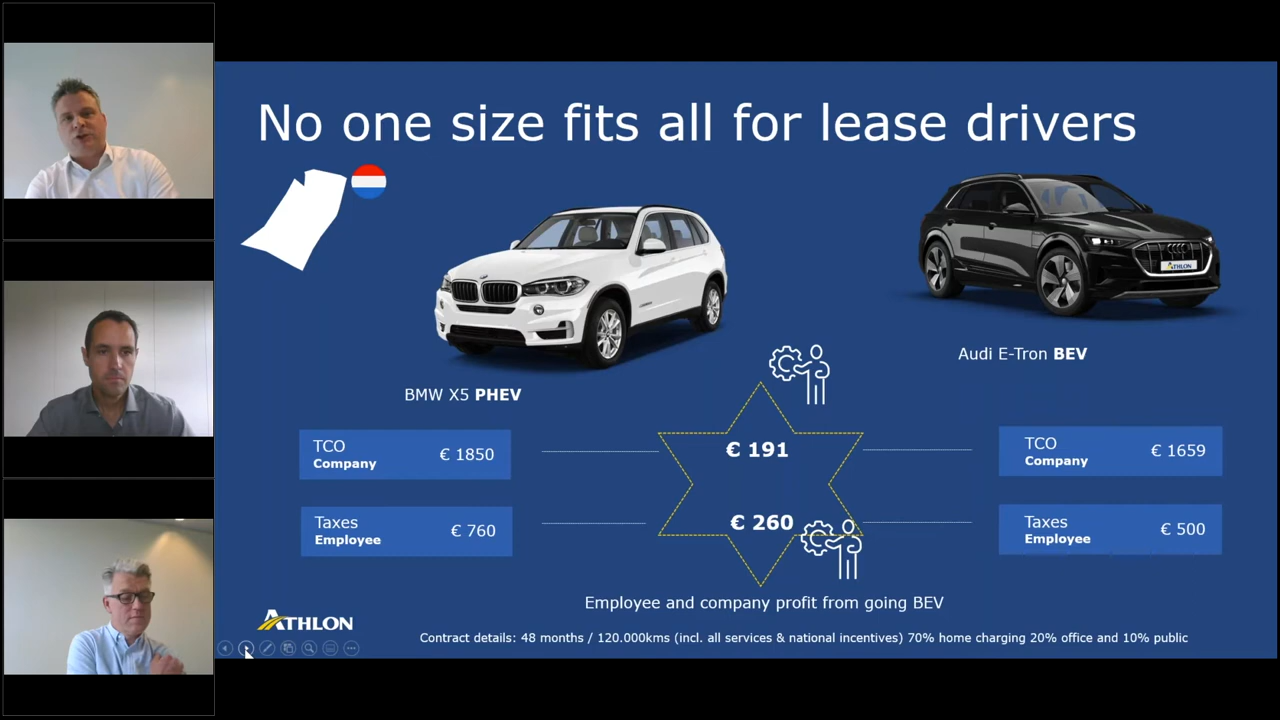 No one size fits all for lease drivers
ATHLON
Audi E-Tron BEV
BMW X5 PHEV
TCO
Company
€ 1850
€ 191
TCO
Company
€ 1659
Taxes
Employee
€ 760
€ 260
Taxes
Employee
€ 500
Employee and company profit from going BEV
ATHLON
Contract details: 48 months / 120.000kms (incl. all services & national incentives) 70% home charging 20% office and 10% public